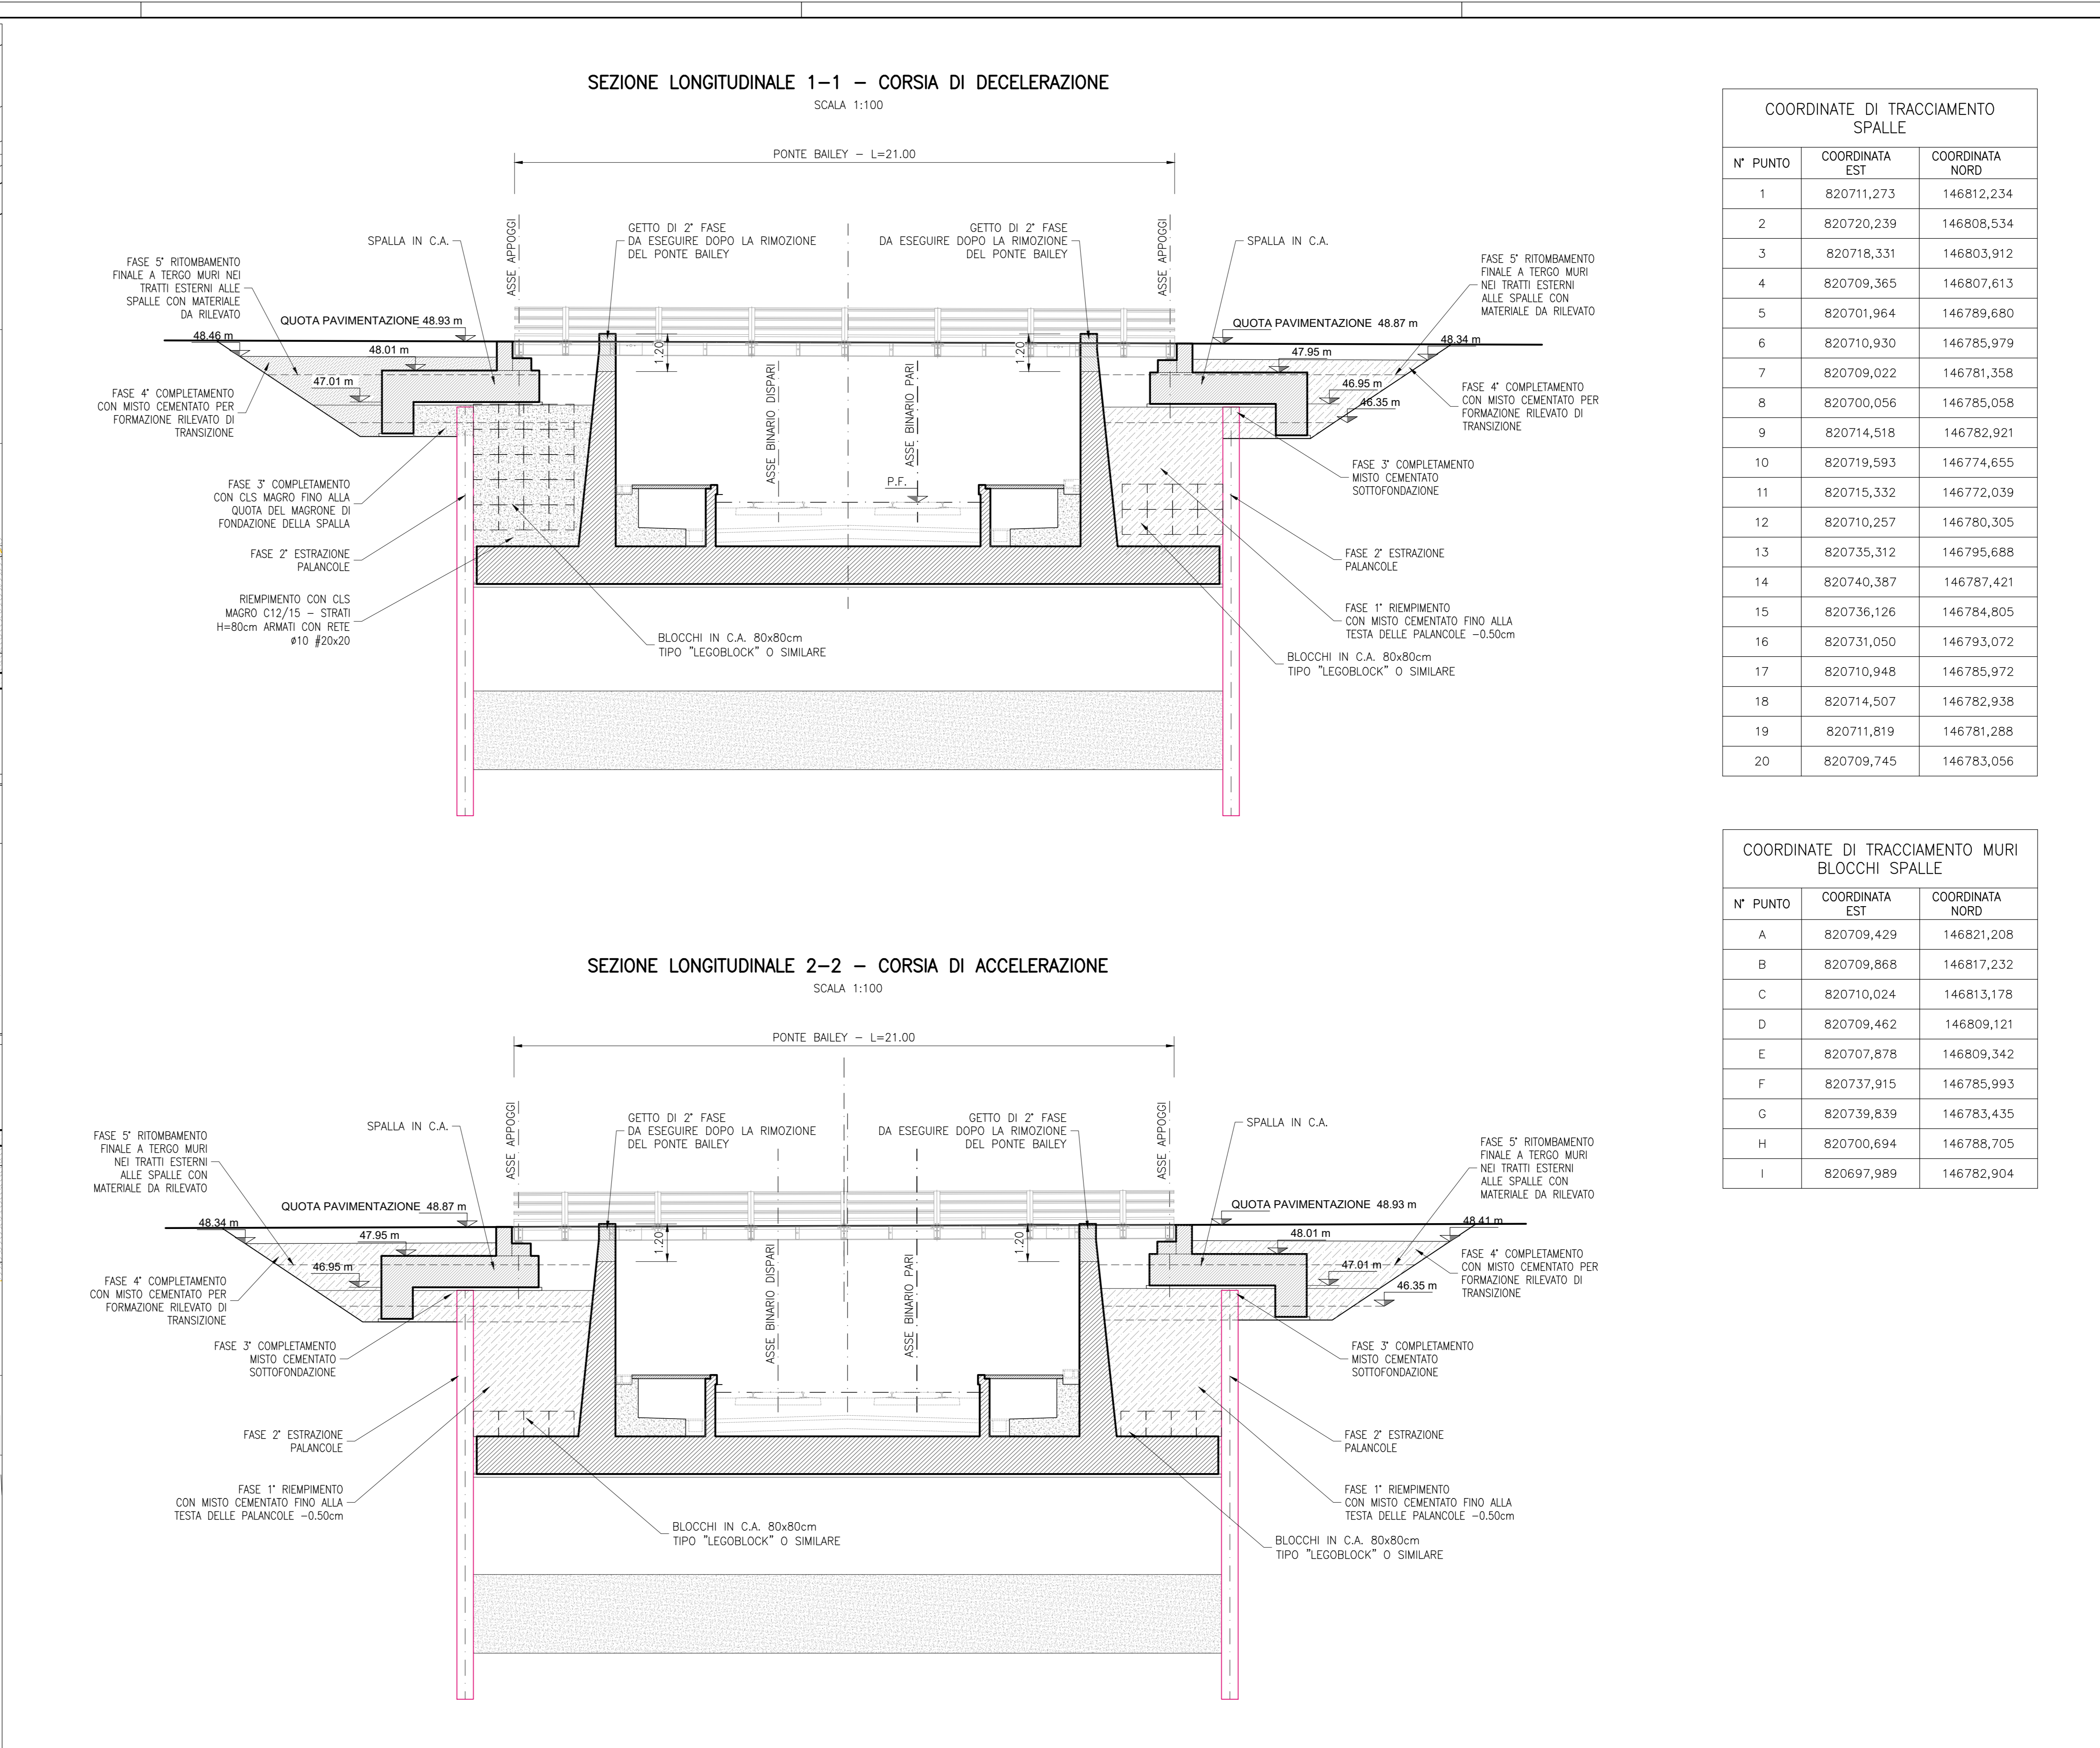 SEZIONE LONGITUDINALE 1-1 - CORSIA DI DECELERAZIONE
SCALA 1:100
PONTE BAILEY - L=21.00
ASSE APPOGGI
ASSE APPOGGI
SPALLA IN C.A.
GETTO DI 2° FASE
DA ESEGUIRE DOPO LA RIMOZIONE
DEL PONTE BAILEY
GETTO DI 2° FASE
DA ESEGUIRE DOPO LA RIMOZIONE
DEL PONTE BAILEY
SPALLA IN C.A.
FASE 5° RITOMBAMENTO
FINALE A TERGO MURI NEI
TRATTI ESTERNI ALLE
SPALLE CON MATERIALE
DA RILEVATO
FASE 5° RITOMBAMENTO
FINALE A TERGO MURI
NEI TRATTI ESTERNI
ALLE SPALLE CON
MATERIALE DA RILEVATO
QUOTA PAVIMENTAZIONE 48.93 m
QUOTA PAVIMENTAZIONE 48.87 m
48.46 m
48.01 m
47.01 m
1.20
1.20
47.95 m
48.34 m
46.95 m
46.35 m
FASE 4° COMPLETAMENTO
CON MISTO CEMENTATO PER
FORMAZIONE RILEVATO DI
TRANSIZIONE
FASE 4° COMPLETAMENTO
CON MISTO CEMENTATO PER
FORMAZIONE RILEVATO DI
TRANSIZIONE
ASSE BINARIO DISPARI
ASSE BINARIO PARI
P.F.
FASE 3° COMPLETAMENTO
CON CLS MAGRO FINO ALLA
QUOTA DEL MAGRONE DI
FONDAZIONE DELLA SPALLA
FASE 3° COMPLETAMENTO
MISTO CEMENTATO
SOTTOFONDAZIONE
FASE 2° ESTRAZIONE
PALANCOLE
FASE 2° ESTRAZIONE
PALANCOLE
RIEMPIMENTO CON CLS
MAGRO C12/15 - STRATI
H=80cm ARMATI CON RETE
ø10 #20x20
FASE 1° RIEMPIMENTO
CON MISTO CEMENTATO FINO ALLA
TESTA DELLE PALANCOLE -0.50cm
BLOCCHI IN C.A. 80x80cm
TIPO "LEGOBLOCK" O SIMILARE
BLOCCHI IN C.A. 80x80cm
TIPO "LEGOBLOCK" O SIMILARE
SEZIONE LONGITUDINALE 2-2 - CORSIA DI ACCELERAZIONE
SCALA 1:100
PONTE BAILEY - L=21.00
ASSE APPOGGI
ASSE APPOGGI
SPALLA IN C.A.
GETTO DI 2° FASE
DA ESEGUIRE DOPO LA RIMOZIONE
DEL PONTE BAILEY
GETTO DI 2° FASE
DA ESEGUIRE DOPO LA RIMOZIONE
DEL PONTE BAILEY
SPALLA IN C.A.
FASE 5° RITOMBAMENTO
FINALE A TERGO MURI
NEI TRATTI ESTERNI
ALLE SPALLE CON
MATERIALE DA RILEVATO
FASE 5° RITOMBAMENTO
FINALE A TERGO MURI
NEI TRATTI ESTERNI
ALLE SPALLE CON
MATERIALE DA RILEVATO
QUOTA PAVIMENTAZIONE 48.87 m
QUOTA PAVIMENTAZIONE 48.93 m
48.34 m
47.95 m
46.95 m
1.20
1.20
48.01 m
48.41 m
47.01 m
46.35 m
FASE 4° COMPLETAMENTO
CON MISTO CEMENTATO PER
FORMAZIONE RILEVATO DI
TRANSIZIONE
FASE 4° COMPLETAMENTO
CON MISTO CEMENTATO PER
FORMAZIONE RILEVATO DI
TRANSIZIONE
ASSE BINARIO DISPARI
ASSE BINARIO PARI
FASE 3° COMPLETAMENTO
MISTO CEMENTATO
SOTTOFONDAZIONE
FASE 3° COMPLETAMENTO
MISTO CEMENTATO
SOTTOFONDAZIONE
FASE 2° ESTRAZIONE
PALANCOLE
FASE 2° ESTRAZIONE
PALANCOLE
FASE 1° RIEMPIMENTO
CON MISTO CEMENTATO FINO ALLA
TESTA DELLE PALANCOLE -0.50cm
FASE 1° RIEMPIMENTO
CON MISTO CEMENTATO FINO ALLA
TESTA DELLE PALANCOLE -0.50cm
BLOCCHI IN C.A. 80x80cm
TIPO "LEGOBLOCK" O SIMILARE
BLOCCHI IN C.A. 80x80cm
TIPO "LEGOBLOCK" O SIMILARE
COORDINATE DI TRACCIAMENTO
SPALLE
N° PUNTO COORDINATA EST COORDINATA NORD
1 820711,273 146812,234
2 820720,239 146808,534
3 820718,331 146803,912
4 820709,365 146807,613
5 820701,964 146789,680
6 820710,930 146785,979
7 820709,022 146781,358
8 820700,056 146785,058
9 820714,518 146782,921
10 820719,593 146774,655
11 820715,332 146772,039
12 820710,257 146780,305
13 820735,312 146795,688
14 820740,387 146787,421
15 820736,126 146784,805
16 820731,050 146793,072
17 820710,948 146785,972
18 820714,507 146782,938
19 820711,819 146781,288
20 820709,745 146783,056
COORDINATE DI TRACCIAMENTO MURI
BLOCCHI SPALLE
N° PUNTO COORDINATA EST COORDINATA NORD
A 820709,429 146821,208
B 820709,868 146817,232
C 820710,024 146813,178
D 820709,462 146809,121
E 820707,878 146809,342
F 820737,915 146785,993
G 820739,839 146783,435
H 820700,694 146788,705
I 820697,989 146782,904